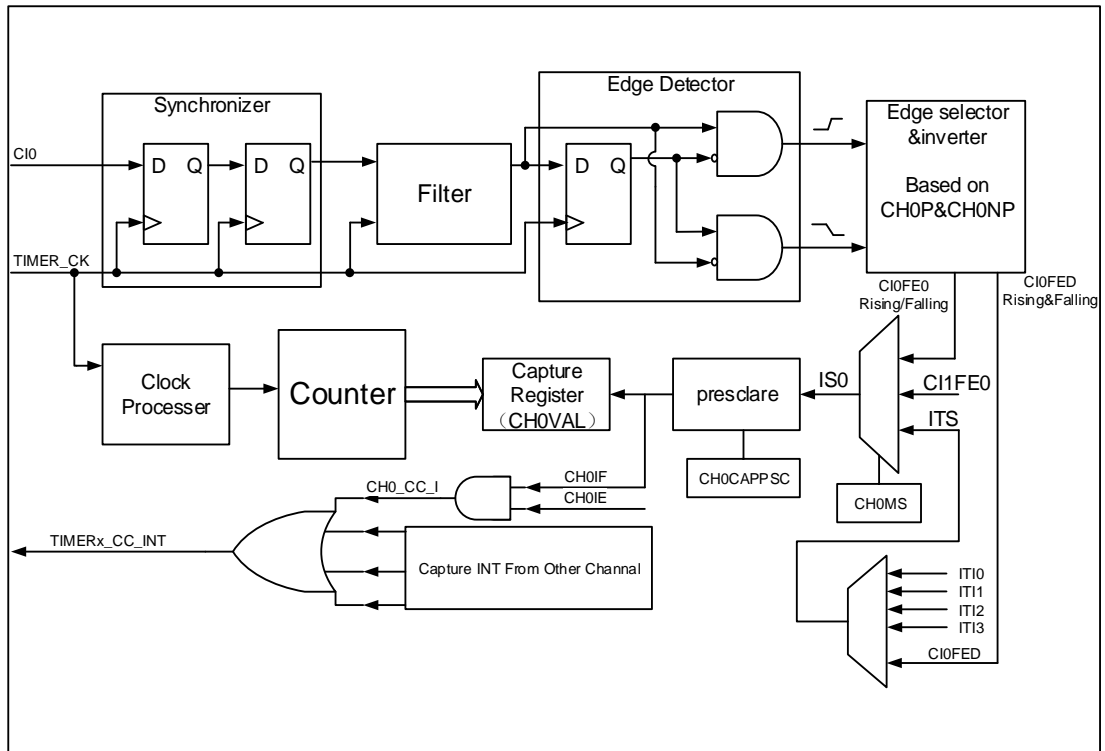 Synchronizer
Edge Detector
Edge selector
&inverter
Based on
CH0P&CH0NP
CI0
D Q
D Q
Filter
D Q
TIMER_CK
CI0FE0
Rising/Falling
CI0FED
Rising&Falling
Clock
Processer
Counter
Capture
Register
（CH0VAL）
presclare
IS0
CI1FE0
ITS
CH0CAPPSC
CH0MS
CH0_CC_I
CH0IF
CH0IE
TIMERx_CC_INT
Capture INT From Other Channel
ITI0
ITI1
ITI2
ITI3
CI0FED